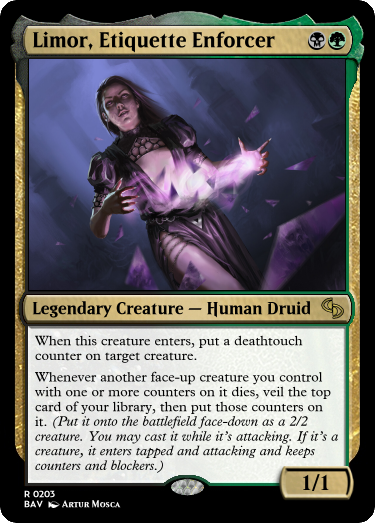 Limor, Etiquette Enforcer
Legendary Creature — Human Druid
When this creature enters, put a deathtouch
counter on target creature.
Whenever another face-up creature you control
with one or more counters on it dies, veil the top
card of your library, then put those counters on
it. (Put it onto the battlefield face-down as a 2/2
creature. You may cast it while it's attacking. If it's a
creature, it enters tapped and attacking and keeps
counters and blockers.)
1/1
R 0203
BAV Artur Mosca